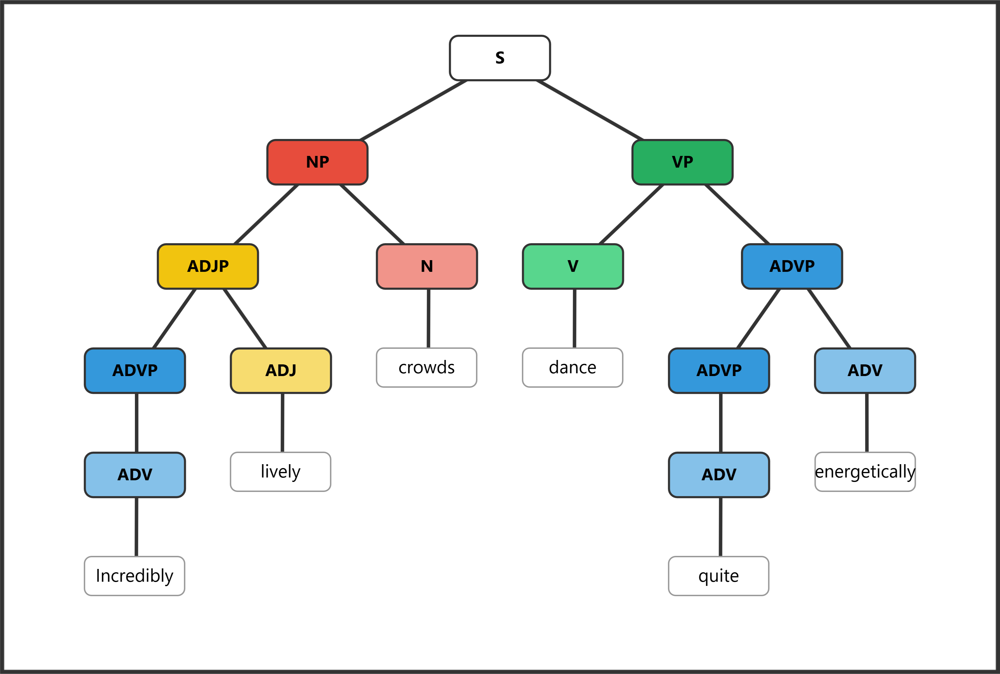 S
NP
VP
ADJP
N
V
ADVP
ADVP
ADJ
crowds
dance
ADVP
ADV
ADV
lively
ADV
energetically
Incredibly
quite